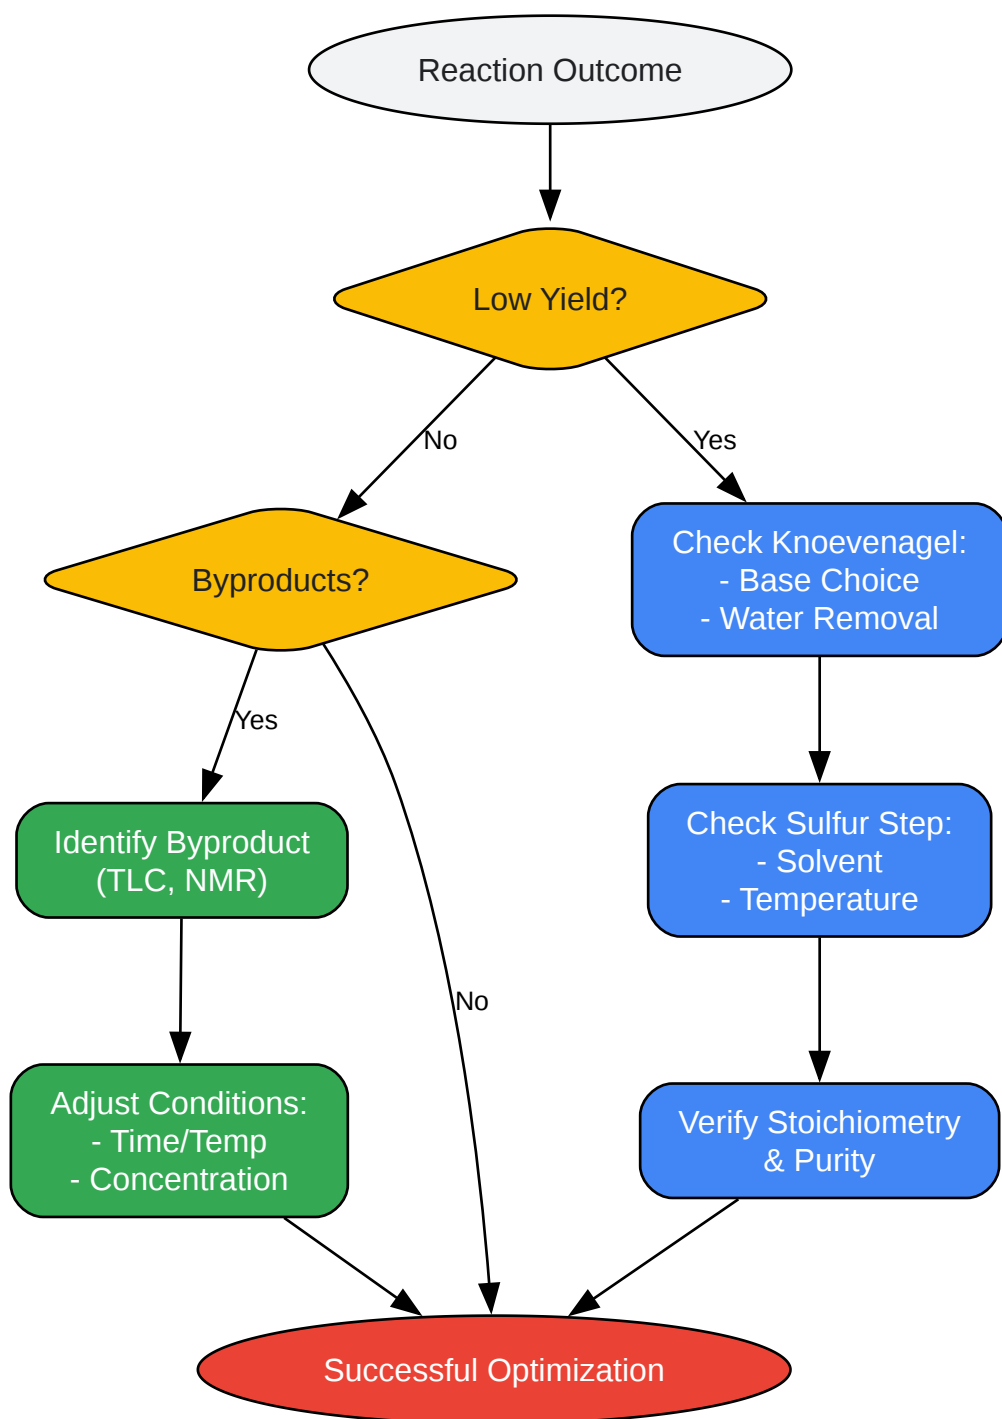 Reaction Outcome
Low Yield?
No
Yes
Byproducts?
Check Knoevenagel:
- Base Choice
- Water Removal
Yes
Identify Byproduct
(TLC, NMR)
Check Sulfur Step:
- Solvent
- Temperature
No
Adjust Conditions:
- Time/Temp
- Concentration
Verify Stoichiometry
& Purity
Successful Optimization